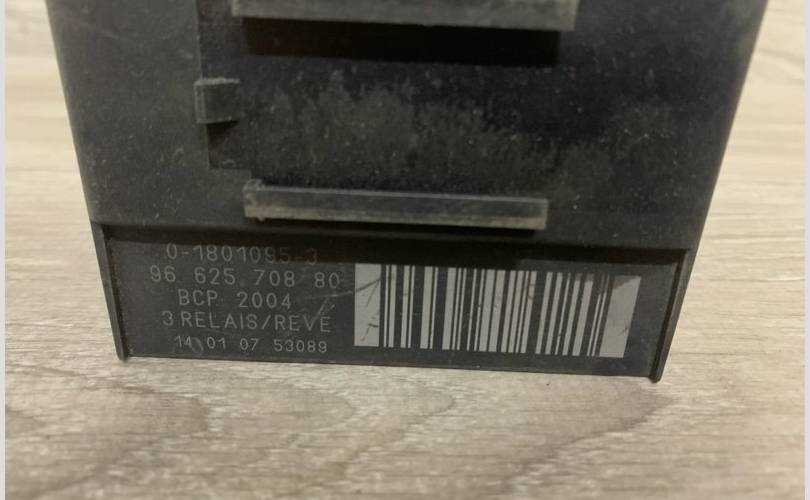 0-1801095-3
96 625 708 80
BCP 2004
3 RELAIS/REVE
14 01 07 53089